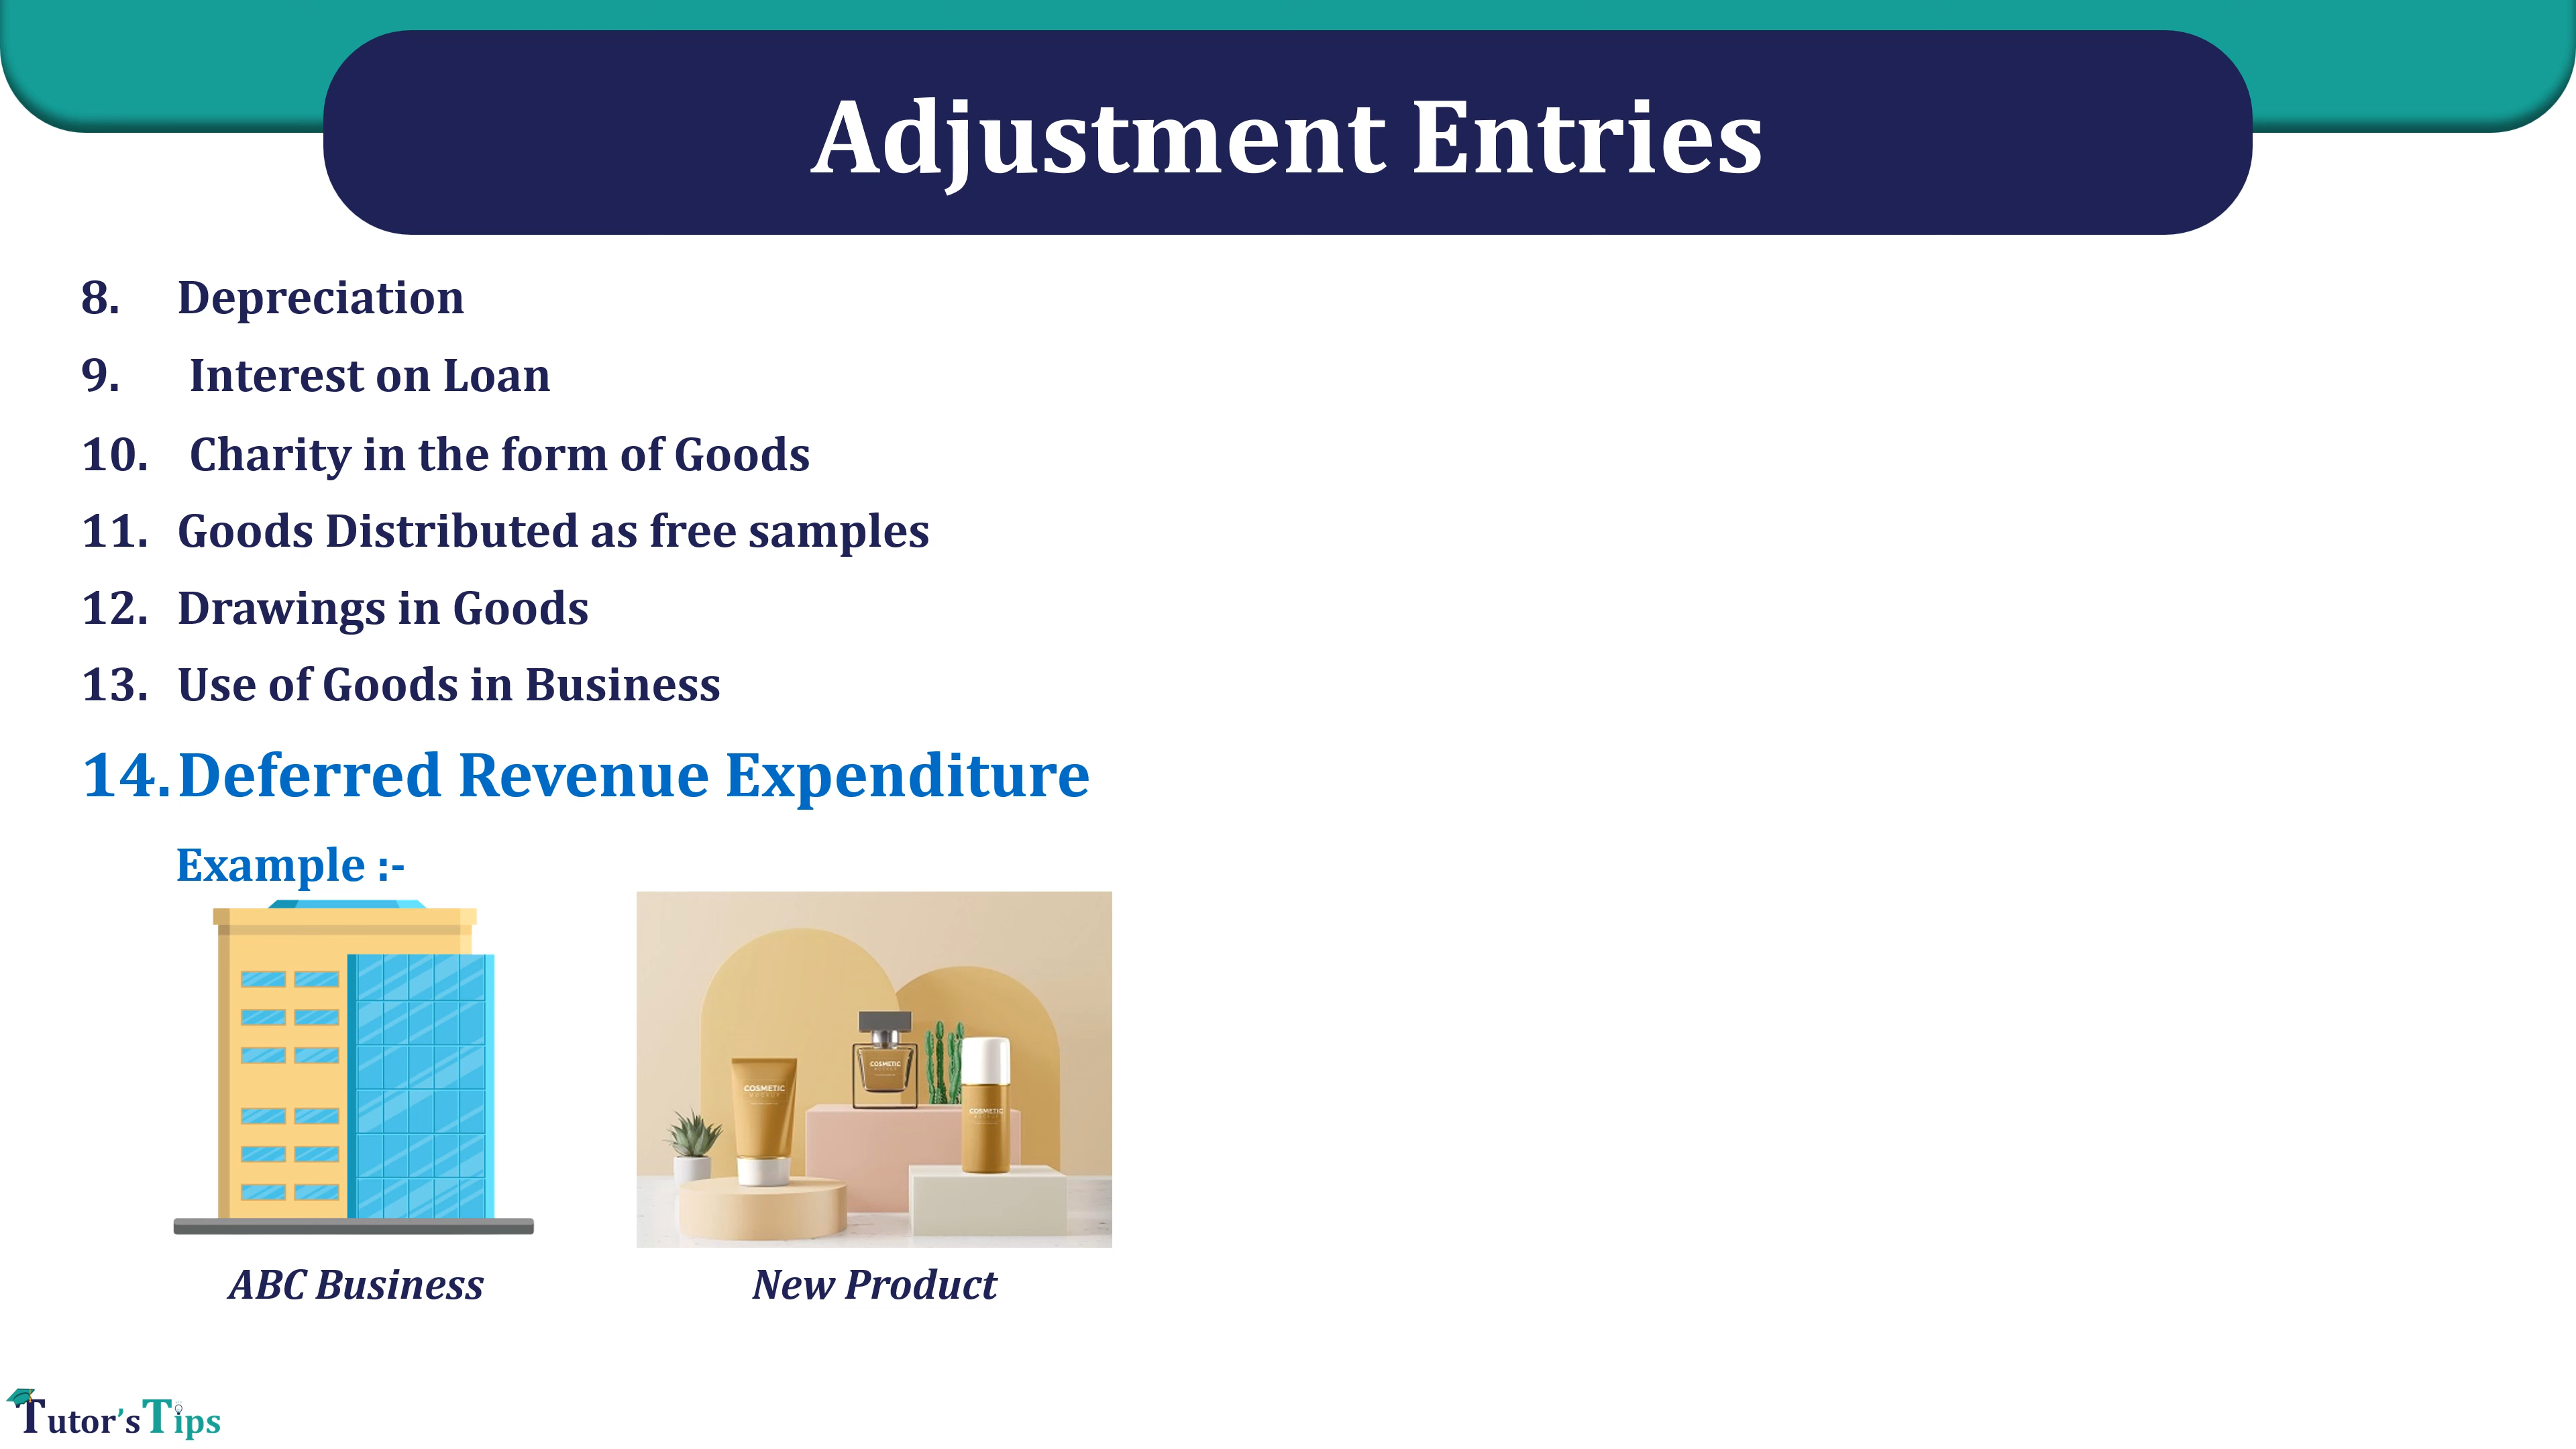 Adjustment Entries
8. Depreciation
9. Interest on Loan
10. Charity in the form of Goods
11. Goods Distributed as free samples
12. Drawings in Goods
13. Use of Goods in Business
14. Deferred Revenue Expenditure
Example :-
COSMETIC
COSMETIC
MOCKUP
COSMETIC
ABC Business
New Product
Tutor'sTips